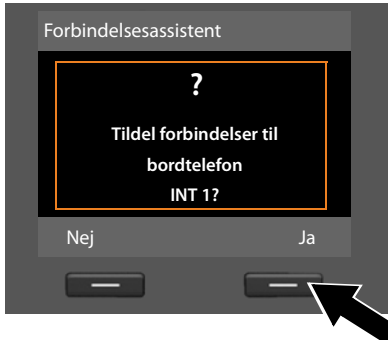 Forbindelsesassistent
?
Tildel forbindelser til
bordtelefon
INT 1?
Nej Ja